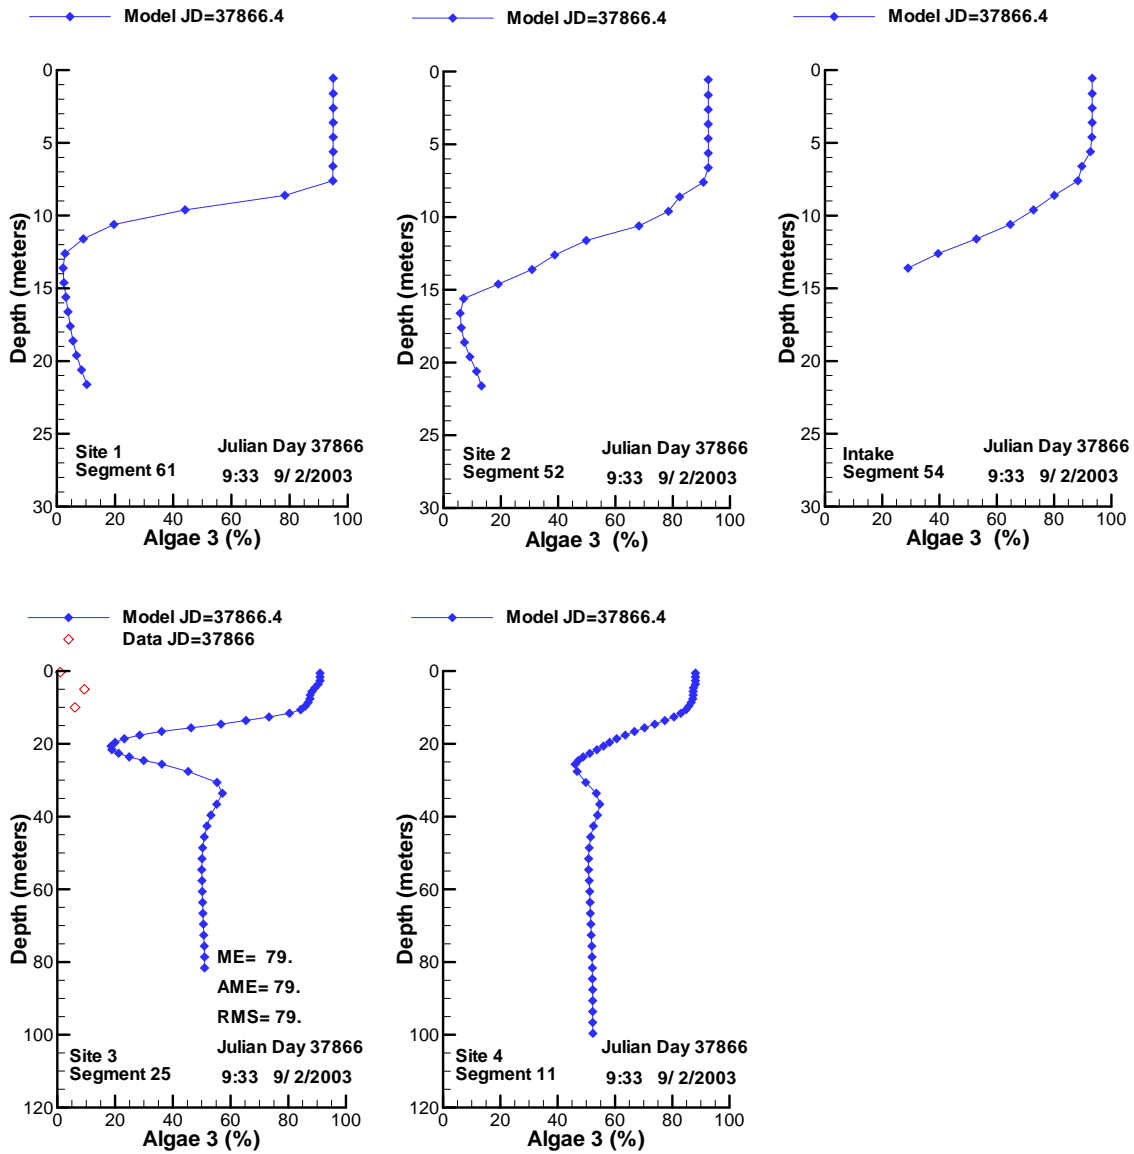 Model JD=37866.4
0
5
10
15
20
25
30
0 20 40 60 80 100
Depth (meters)
Algae 3 (%)
Site 1
Segment 61
Julian Day 37866
9:33 9/ 2/2003
Model JD=37866.4
0
5
10
15
20
25
30
0 20 40 60 80 100
Depth (meters)
Algae 3 (%)
Site 2
Segment 52
Julian Day 37866
9:33 9/ 2/2003
Model JD=37866.4
0
5
10
15
20
25
30
0 20 40 60 80 100
Depth (meters)
Algae 3 (%)
Intake
Segment 54
Julian Day 37866
9:33 9/ 2/2003
Model JD=37866.4
Data JD=37866
0
20
40
60
80
100
120
0 20 40 60 80 100
Depth (meters)
Algae 3 (%)
ME= 79.
AME= 79.
RMS= 79.
Site 3
Segment 25
Julian Day 37866
9:33 9/ 2/2003
Model JD=37866.4
0
20
40
60
80
100
120
0 20 40 60 80 100
Depth (meters)
Algae 3 (%)
Site 4
Segment 11
Julian Day 37866
9:33 9/ 2/2003